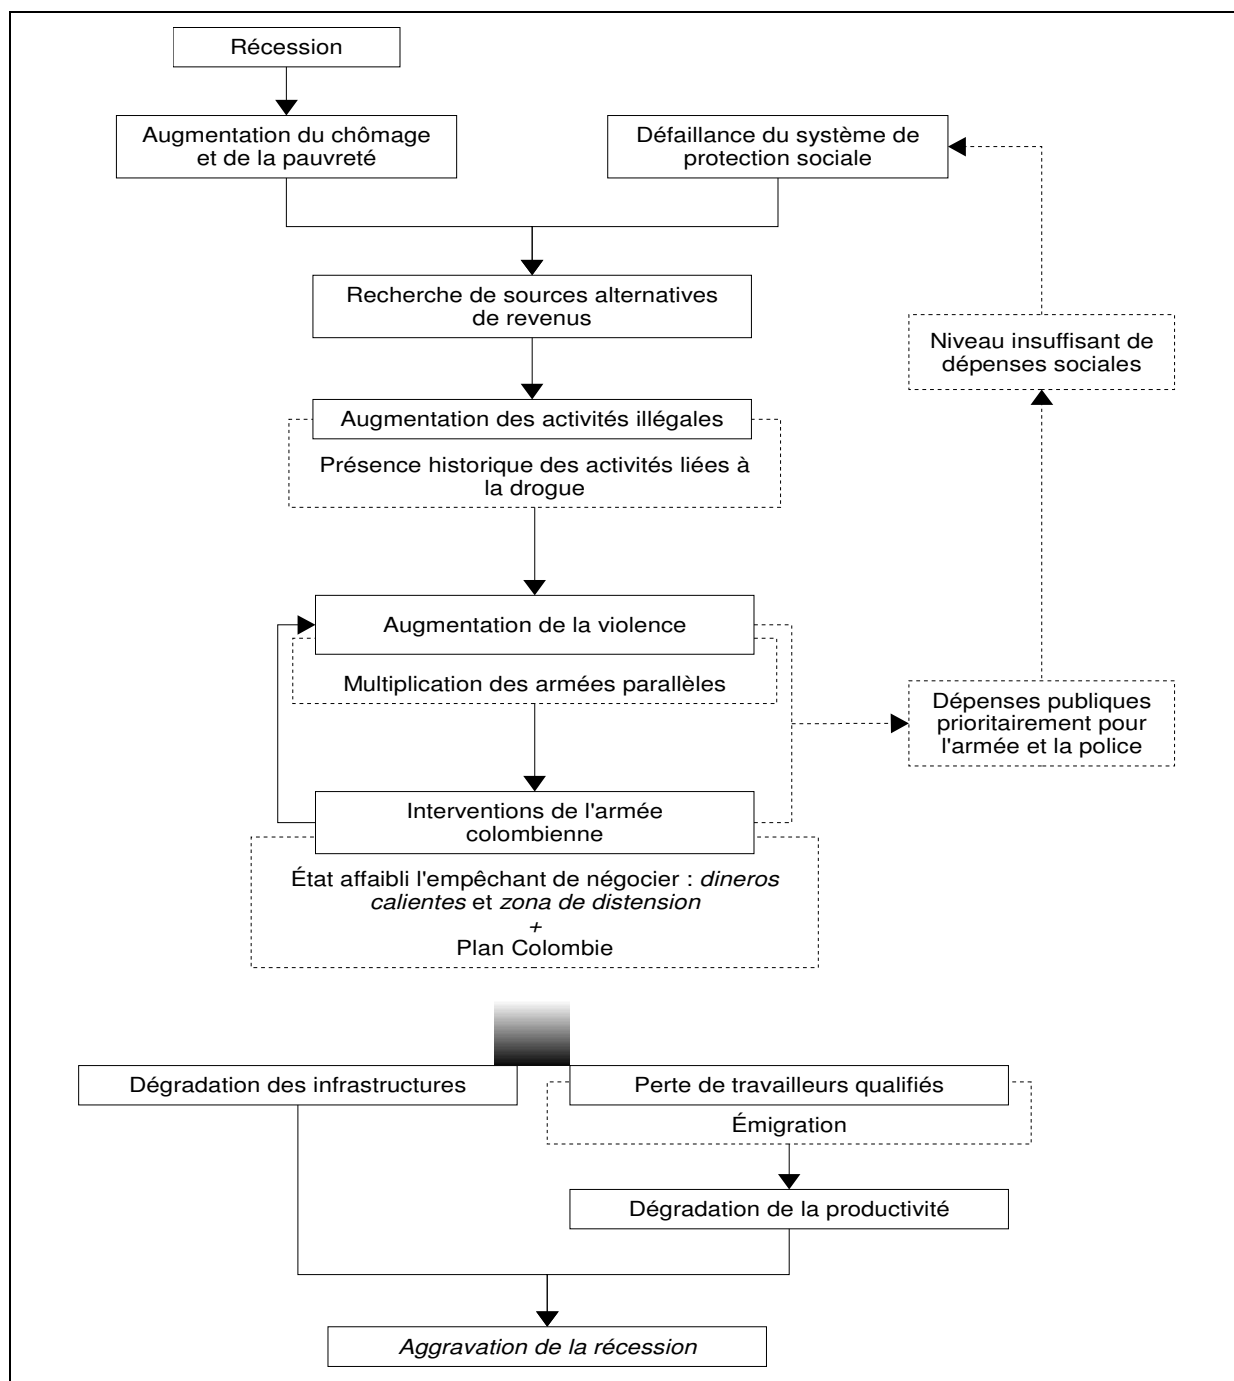 Récession
Augmentation du chômage
et de la pauvreté
Défaillance du système de
protection sociale
Recherche de sources alternatives
de revenus
Niveau insuffisant de
dépenses sociales
Augmentation des activités illégales
Présence historique des activités liées à
la drogue
Augmentation de la violence
Multiplication des armées parallèles
Dépenses publiques
prioritairement pour
l'armée et la police
Interventions de l'armée
colombienne
État affaibli l'empêchant de négocier : dineros
calientes et zona de distension
+
Plan Colombie
Dégradation des infrastructures
Perte de travailleurs qualifiés
Émigration
Dégradation de la productivité
Aggravation de la récession